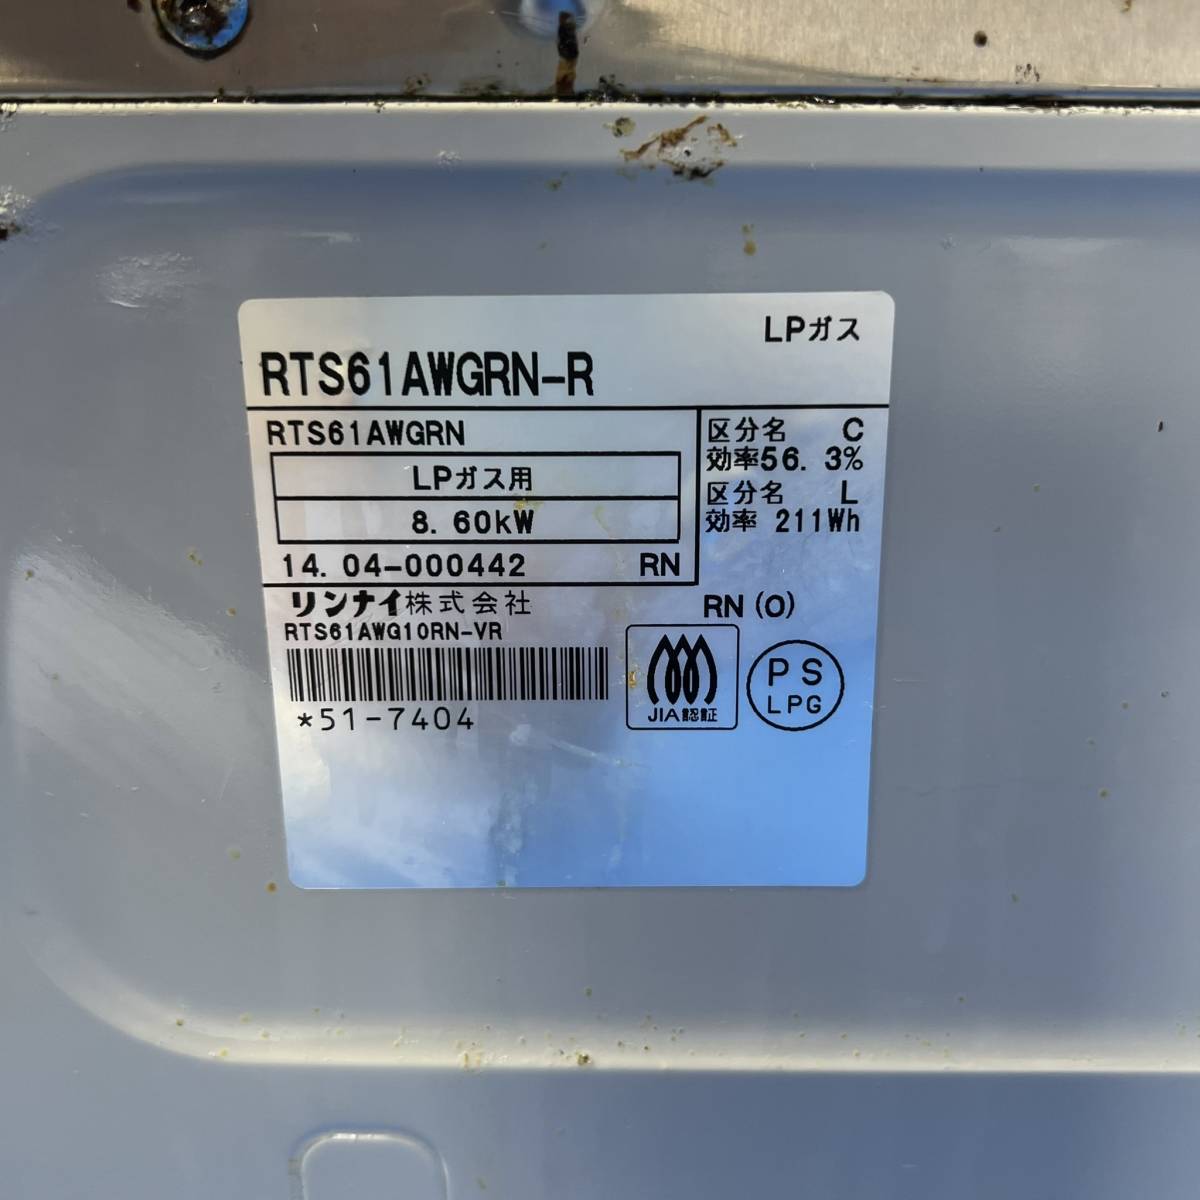 LPガス
RTS61AWGRN-R
RTS61AWGRN
LPガス用
8.60kW
14.04-000442 RN
区分名 C
効率56.3%
区分名 L
効率 211Wh
リンナイ株式会社
RTS61AWG10RN-VR
*51-7404
RN(O)
JIA認証
PS
LPG